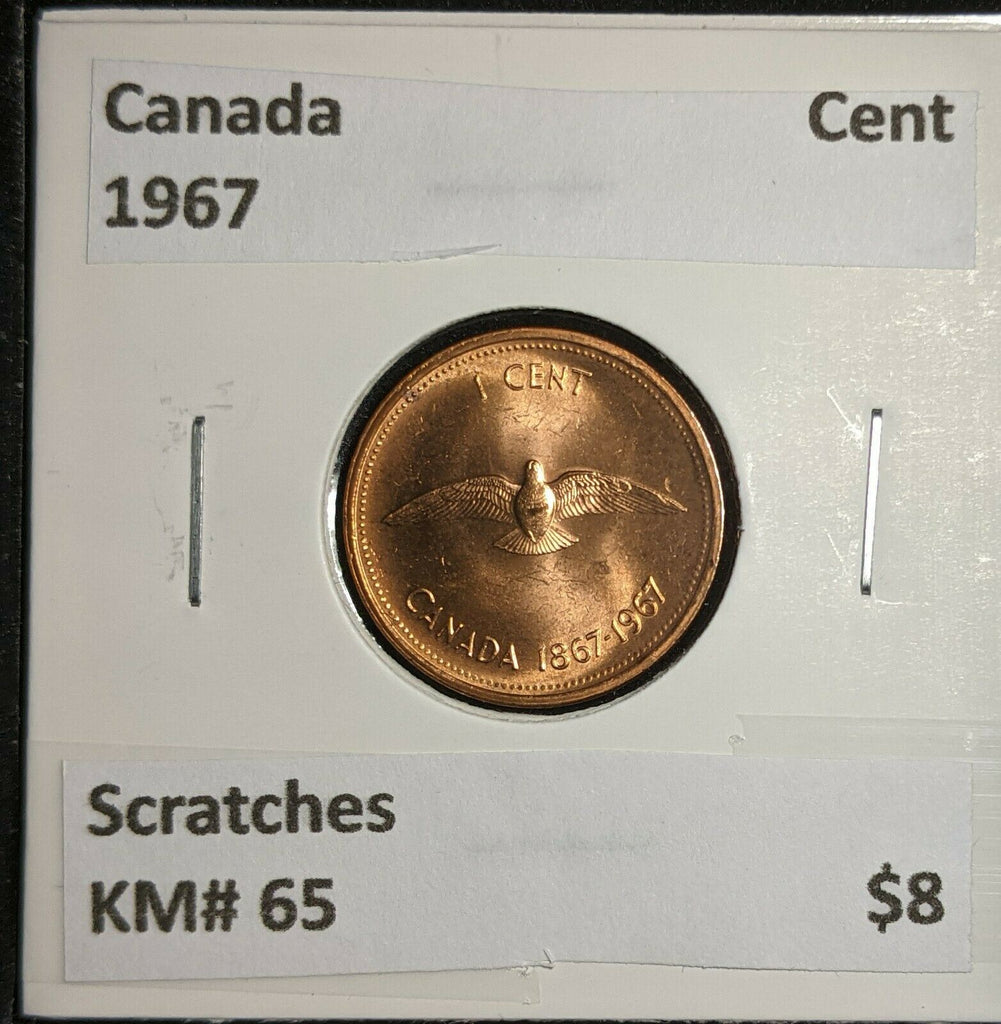 Canada Cent
1967
1 CENT
CANADA 1867-1967
Scratches
KM# 65 $8